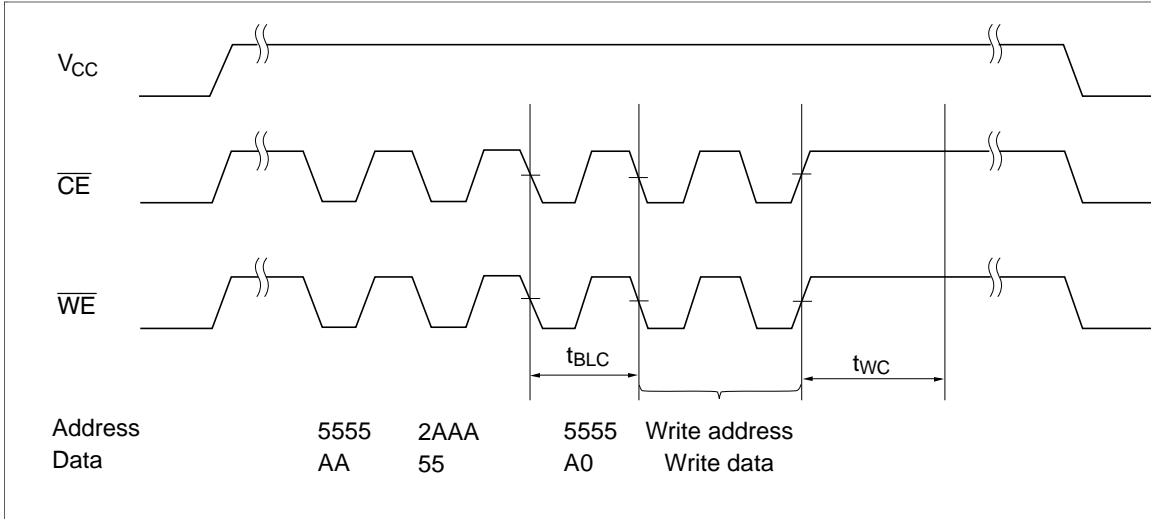 VCC
CE
WE
tBLC
tWC
Address 5555 2AAA 5555 Write address
Data AA 55 A0 Write data